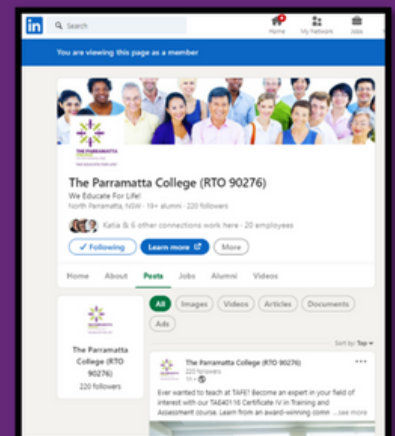 in
Search
Home
My Network
Jobs
You are viewing this page as a member
THE PARRAMATTA
COLLEGE
The Parramatta College (RTO 90276)
We Educate For Life!
North Parramatta, NSW · 19+ alumni · 220 followers
Katia & 6 other connections work here · 20 employees
✓ Following
Learn more
More
Home About Posts Jobs Alumni Videos
All Images Videos Articles Documents
Ads
Sort by: Top
The Parramatta
College (RTO
90276)
220 followers
The Parramatta College (RTO 90276)
220 followers
1h
Ever wanted to teach at TAFE? Become an expert in your field of
interest with our TAE40116 Certificate IV in Training and
Assessment course. Learn from an award-winning comm ...see more